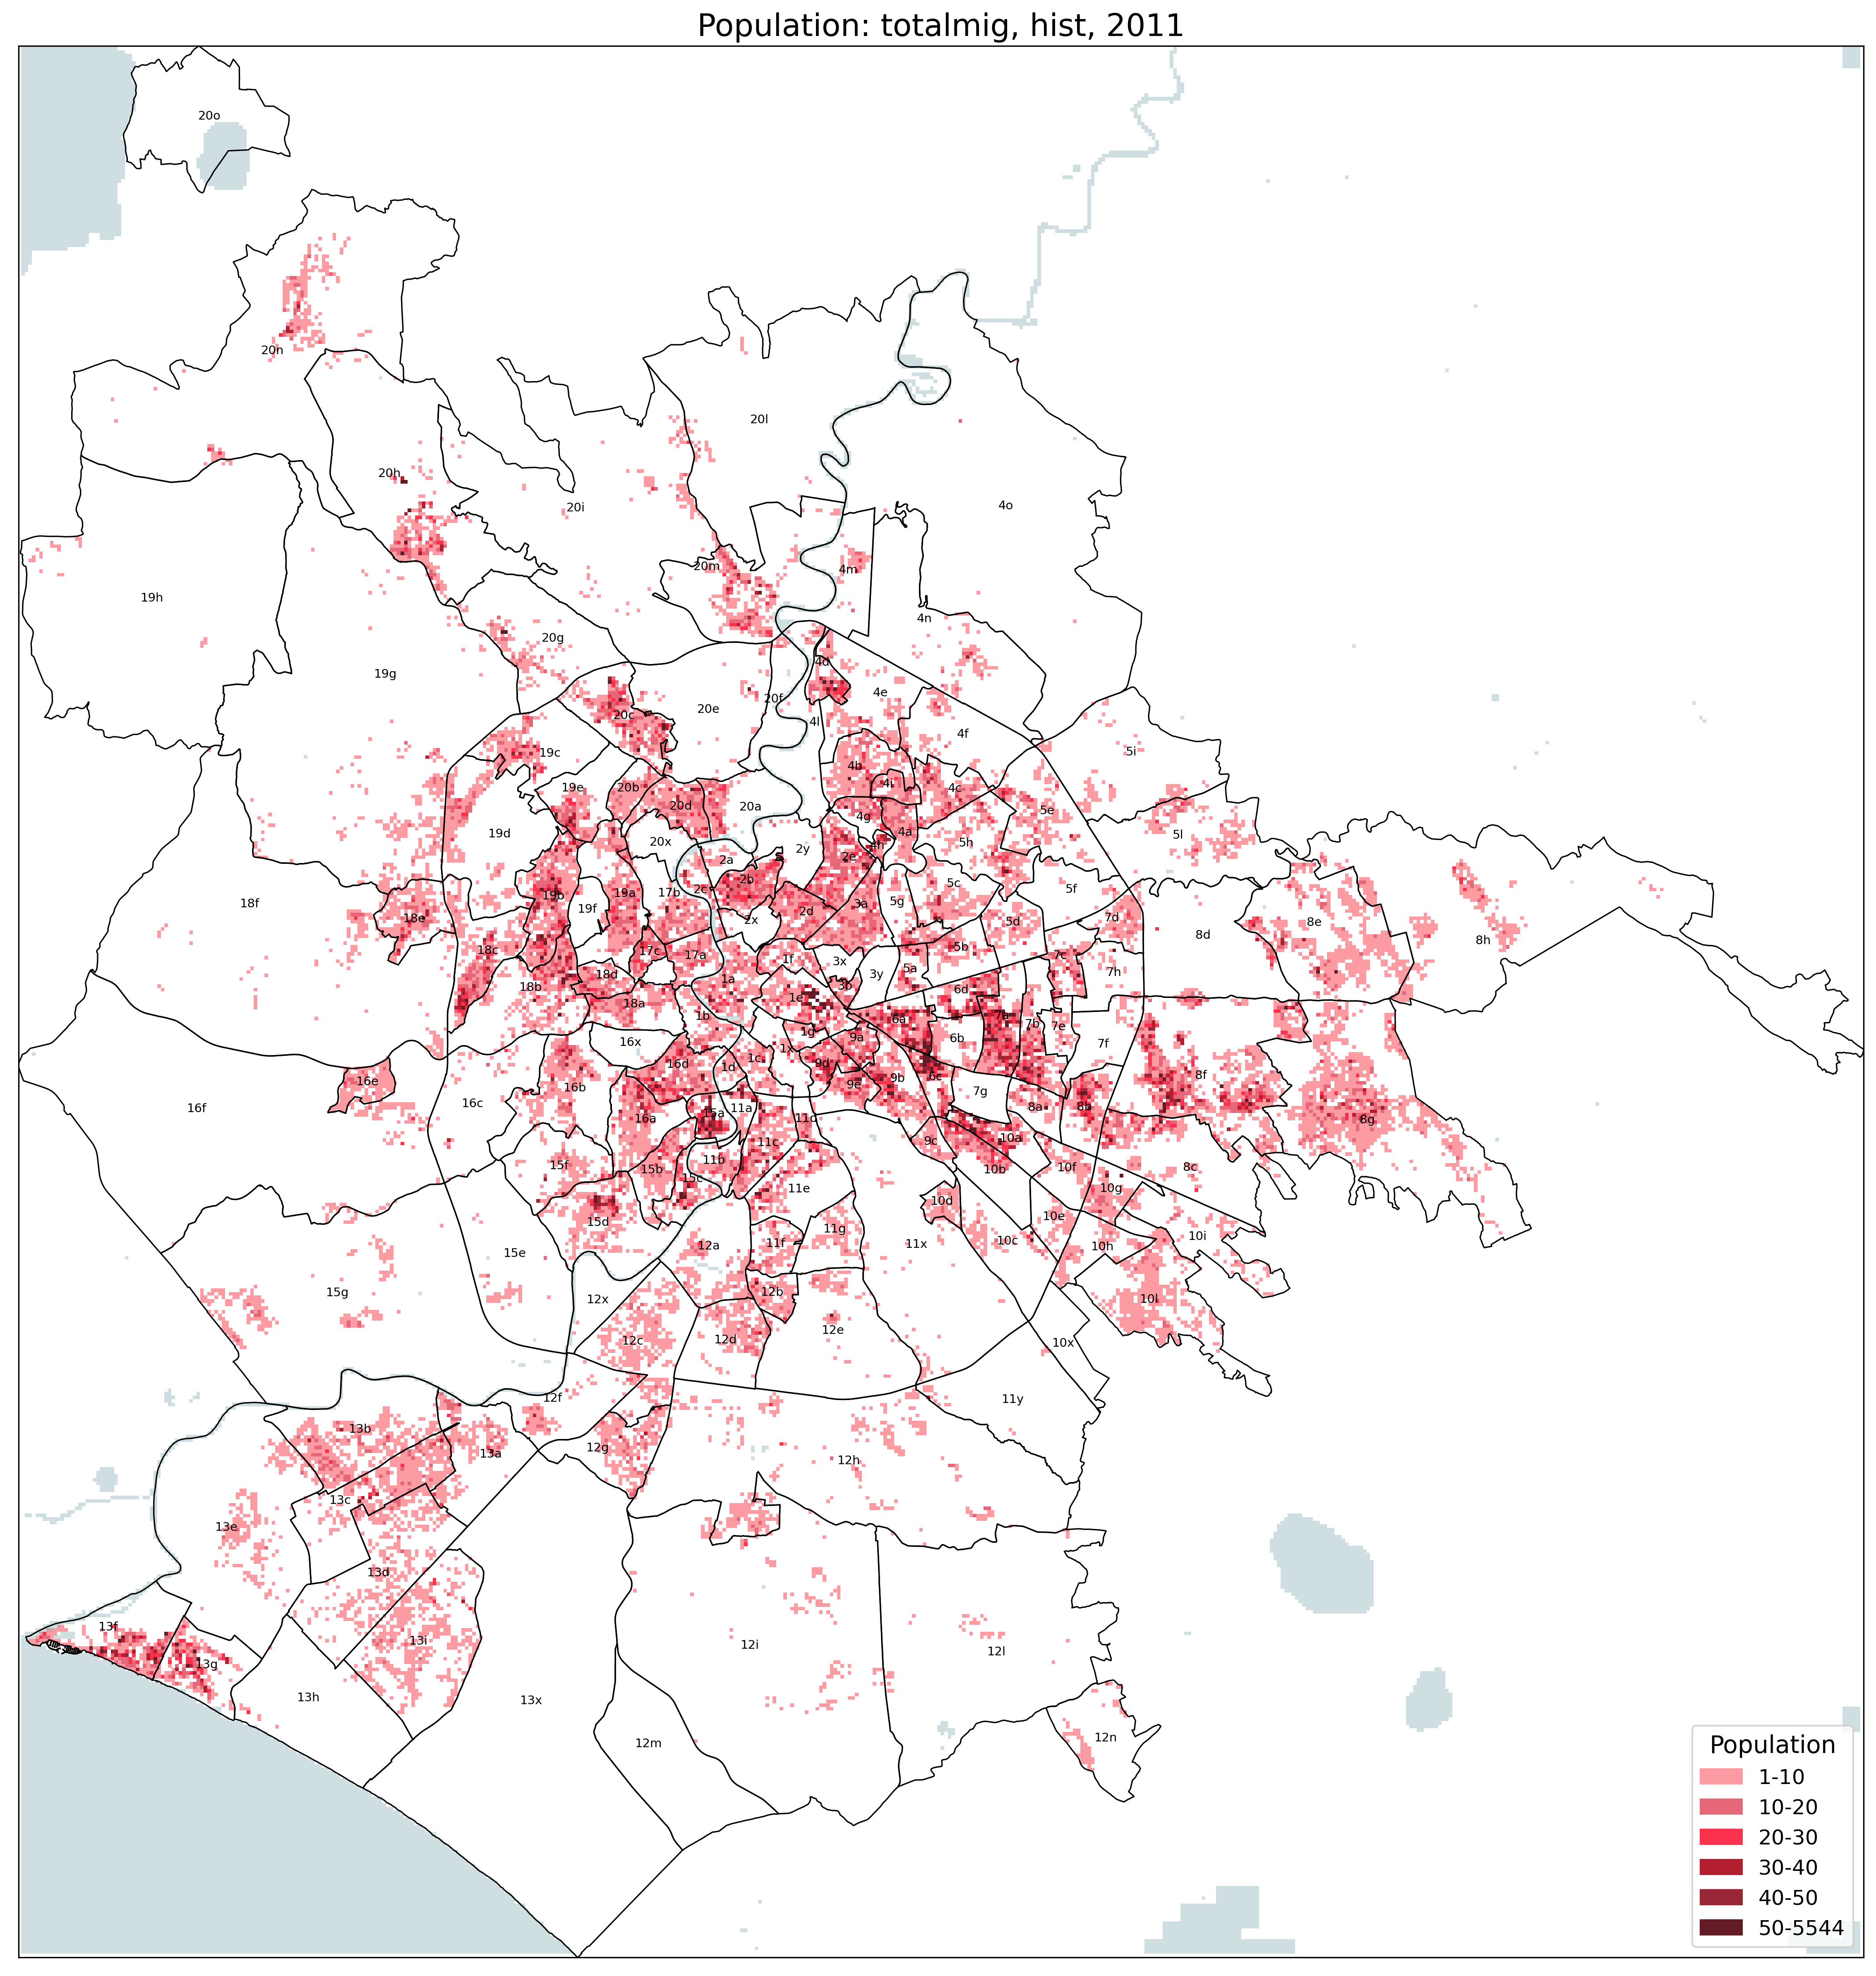 Population: totalmig, hist, 2011
20o
20n
20l
20h
20i
4o
20m
4m
19h
4n
20g
4d
19g
4e
20f
20e
20c
4l
4f
19c
5i
4b
4i
4c
19e
20b
20d
20a
5e
4g
4a
19d
5l
20x
2y
4h
5h
2a
2e
2b
5c
2c
5f
19b
19a
17b
18f
19f
3a
5g
2d
18e
2x
5d
7d
8e
8d
8h
18c
17c
17a
5b
1f
3x
7c
5a
18d
3y
7h
1a
18b
3b
6d
1e
18a
1b
6a
7a
7b
7e
1g
9a
6b
16x
7f
1x
1c
16d
9d
1d
8f
6c
9b
16e
9e
16b
7g
16c
16f
11a
8a
8b
15a
16a
11d
8g
10a
9c
11c
11b
15f
15b
10b
10f
8c
15c
11e
10g
10d
10e
15d
11g
10i
11f
11x
10c
12a
10h
15e
15g
12b
12x
10l
12e
12d
12c
10x
12f
11y
13b
12g
13a
12h
13c
13e
13d
13f
13i
12i
12l
13g
13h
13x
12n
12m
Population
1-10
10-20
20-30
30-40
40-50
50-5544